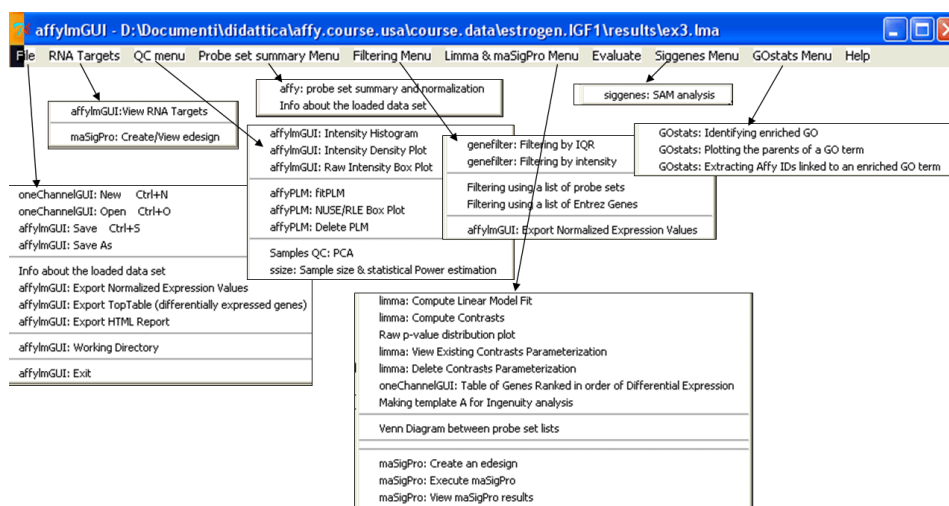 affylmGUI - D:\Documenti\didattica\affy.course.usa\course.data\estrogen.IGF1\results\ex3.lma
File RNA Targets QC menu Probe set summary Menu Filtering Menu Limma & maSigPro Menu Evaluate Siggenes Menu GOstats Menu Help
affylmGUI:View RNA Targets
maSigPro: Create/View edesign
affy: probe set summary and normalization
Info about the loaded data set
siggenes: SAM analysis
GOstats: Identifying enriched GO
GOstats: Plotting the parents of a GO term
GOstats: Extracting Affy IDs linked to an enriched GO term
affylmGUI: Intensity Histogram
affylmGUI: Intensity Density Plot
affylmGUI: Raw Intensity Box Plot
affyPLM: fitPLM
affyPLM: NUSE/RLE Box Plot
affyPLM: Delete PLM
Samples QC: PCA
ssize: Sample size & statistical Power estimation
genefilter: Filtering by IQR
genefilter: Filtering by intensity
Filtering using a list of probe sets
Filtering using a list of Entrez Genes
affylmGUI: Export Normalized Expression Values
oneChannelGUI: New Ctrl+N
oneChannelGUI: Open Ctrl+O
affylmGUI: Save Ctrl+S
affylmGUI: Save As
Info about the loaded data set
affylmGUI: Export Normalized Expression Values
affylmGUI: Export TopTable (differentially expressed genes)
affylmGUI: Export HTML Report
affylmGUI: Working Directory
affylmGUI: Exit
limma: Compute Linear Model Fit
limma: Compute Contrasts
Raw p-value distribution plot
limma: View Existing Contrasts Parameterization
limma: Delete Contrasts Parameterization
oneChannelGUI: Table of Genes Ranked in order of Differential Expression
Making template A for Ingenuity analysis
Venn Diagram between probe set lists
maSigPro: Create an edesign
maSigPro: Execute maSigPro
maSigPro: View maSigPro results